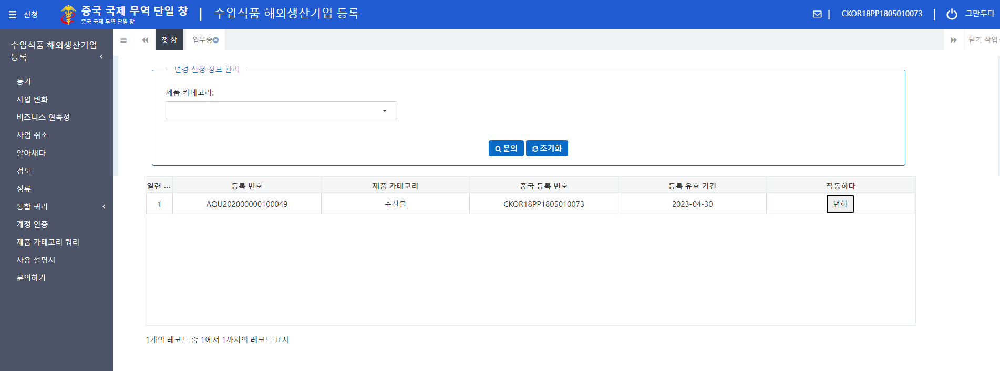 신청
중국 국제 무역 단일 창
중국 국제 무역 단일 창
수입식품 해외생산기업 등록
CKOR18PP1805010073
그만두다
수입식품 해외생산기업
등록
등기
사업 변화
비즈니스 연속성
사업 취소
알아채다
검토
정류
통합 쿼리
계정 인증
제품 카테고리 쿼리
사용 설명서
문의하기
첫 장
업무중
닫기 작업
변경 신청 정보 관리
제품 카테고리:
문의
초기화
일련 ...
등록 번호
제품 카테고리
중국 등록 번호
등록 유효 기간
작동하다
1
AQU202000000100049
수산물
CKOR18PP1805010073
2023-04-30
변화
1개의 레코드 중 1에서 1까지의 레코드 표시